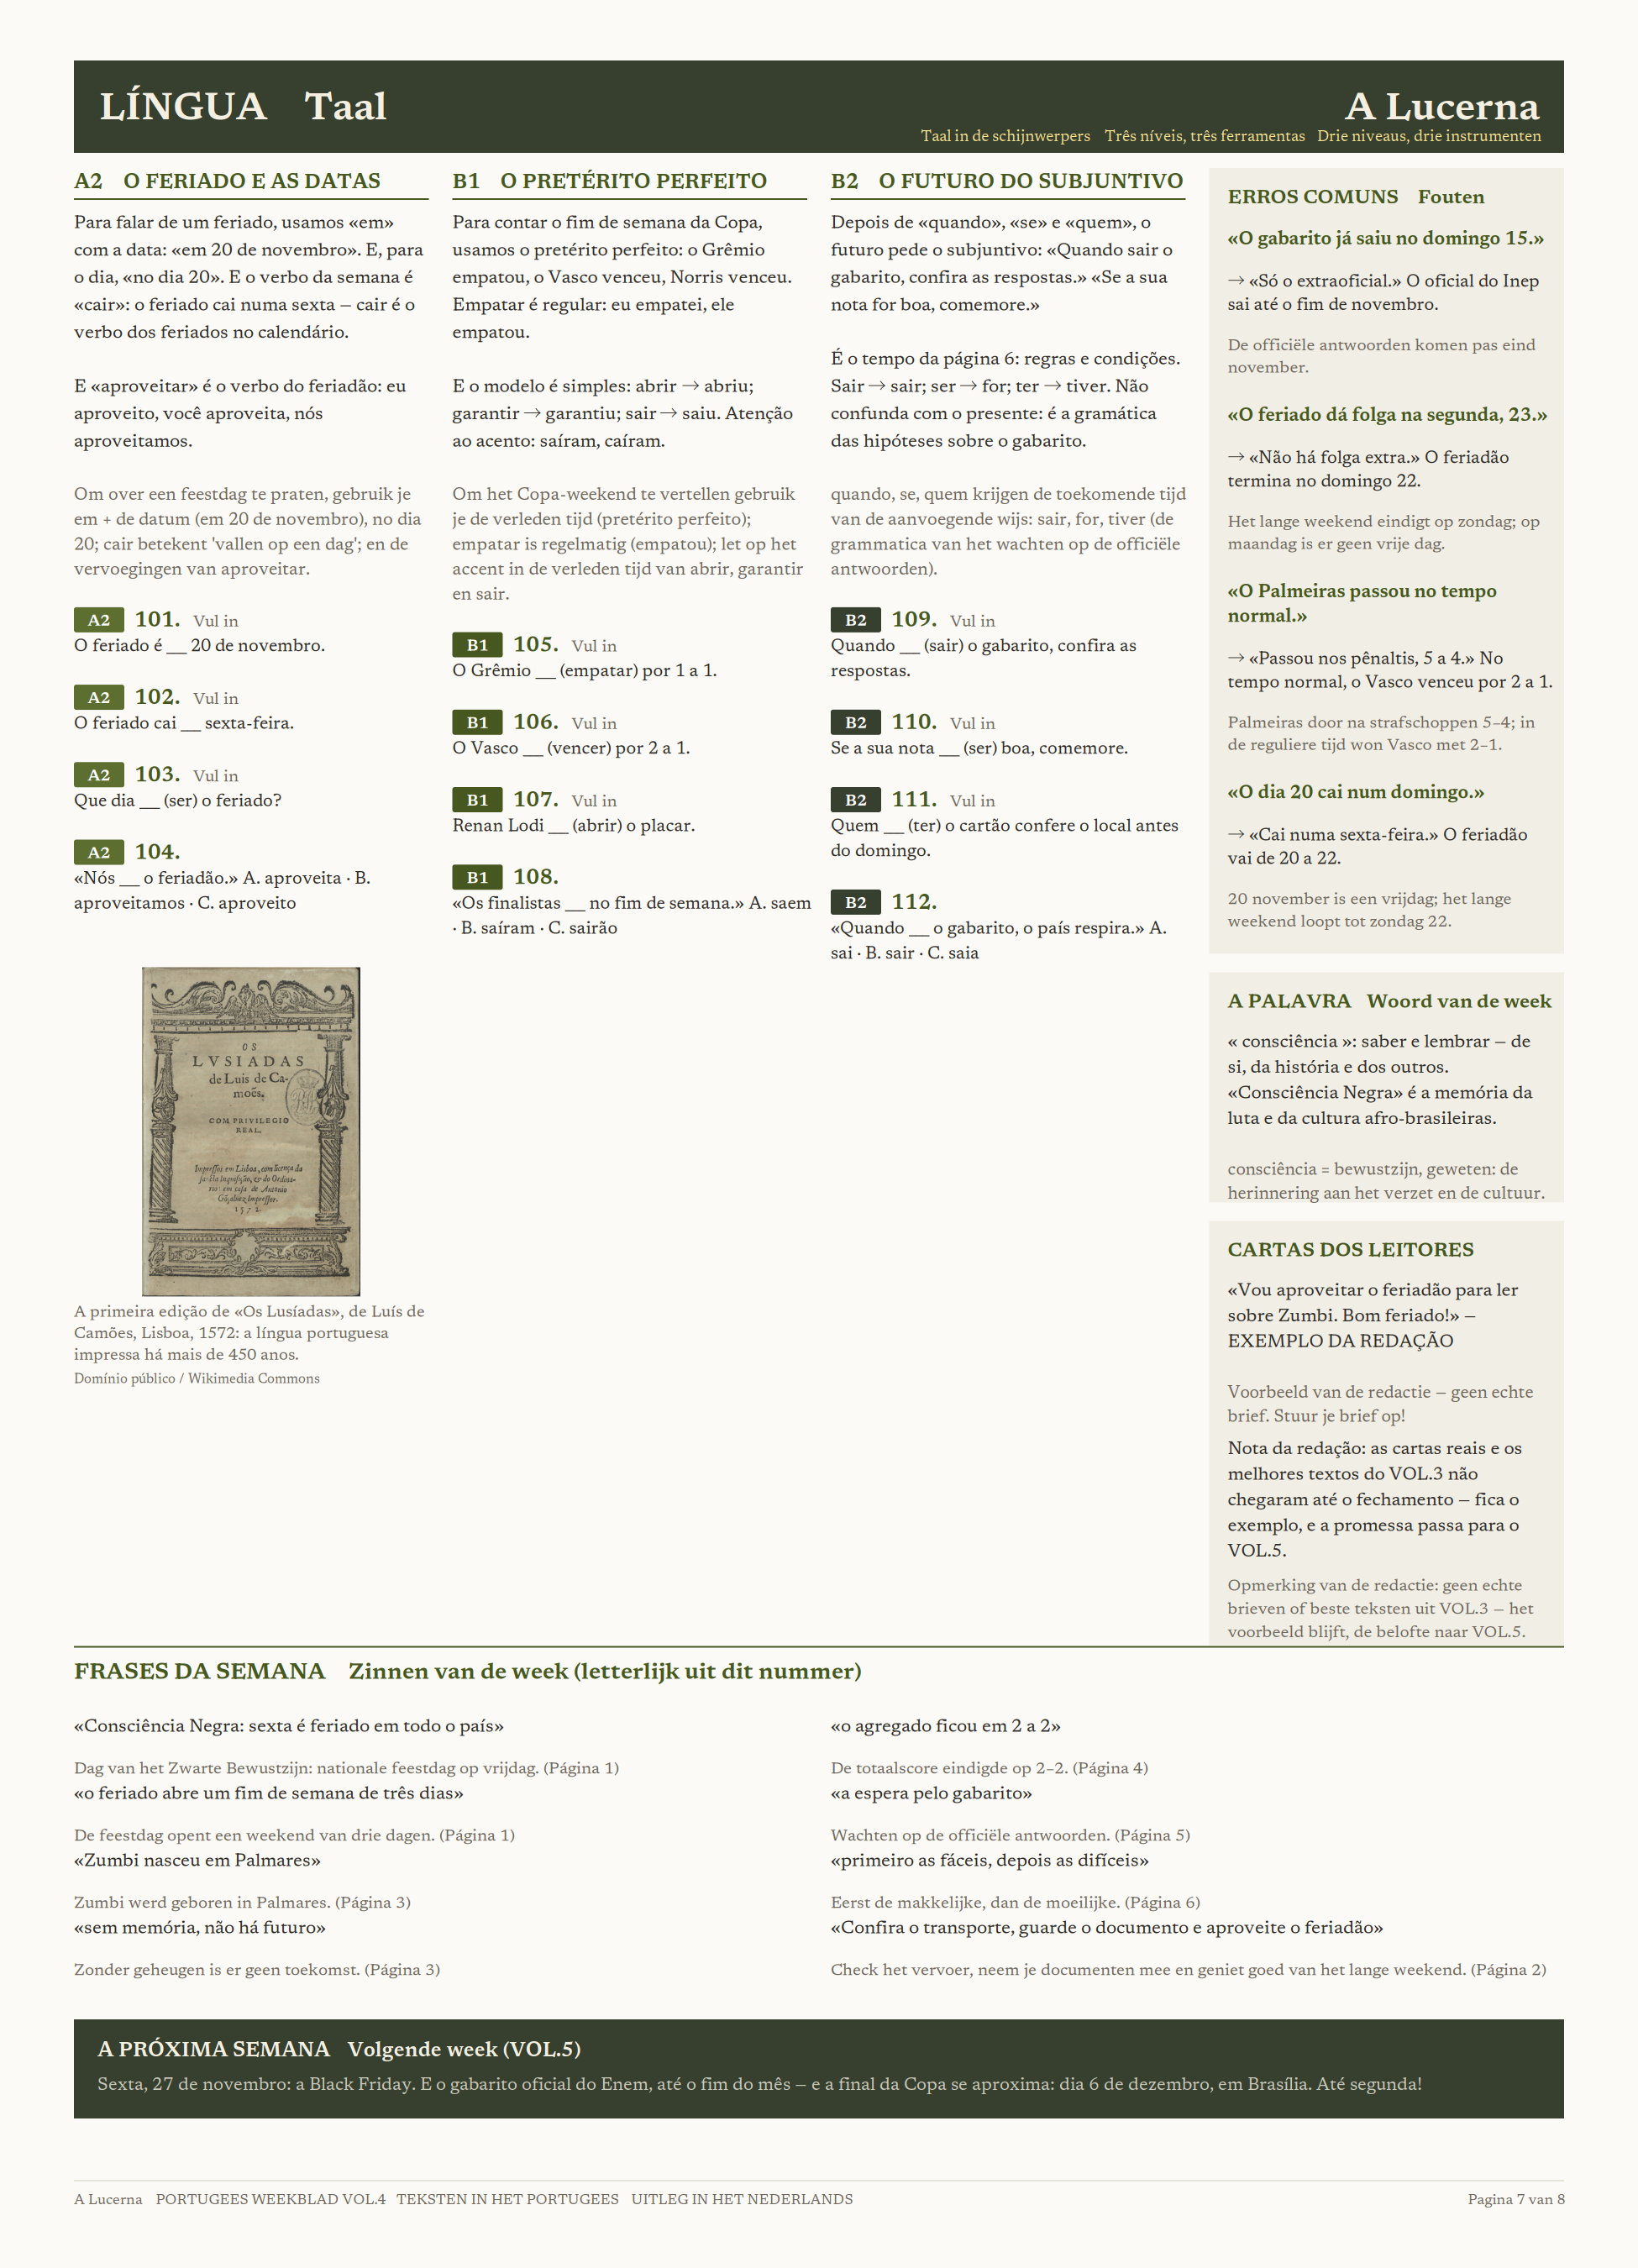 LÍNGUA Taal
A Lucerna
Taal in de schijnwerpers Três níveis, três ferramentas Drie niveaus, drie instrumenten
A2 O FERIADO E AS DATAS
Para falar de um feriado, usamos «em»
com a data: «em 20 de novembro». E, para
o dia, «no dia 20». E o verbo da semana é
«cair»: o feriado cai numa sexta — cair é o
verbo dos feriados no calendário.
E «aproveitar» é o verbo do feriadão: eu
aproveito, você aproveita, nós
aproveitamos.
Om over een feestdag te praten, gebruik je
em + de datum (em 20 de novembro), no dia
20; cair betekent 'vallen op een dag'; en de
vervoegingen van aproveitar.
A2 101. Vul in
O feriado é __ 20 de novembro.
A2 102. Vul in
O feriado cai __ sexta-feira.
A2 103. Vul in
Que dia __ (ser) o feriado?
A2 104.
«Nós __ o feriadão.» A. aproveita · B.
aproveitamos · C. aproveito
OS
LVSIADAS
de Luis de Ca-
moẽs.
COM PRIVILEGIO
REAL.
Impressos em Lisboa, com licença da
sancta Inquisição, & do Ordina-
rio: em casa de Antonio
Gõçaluez Impressor.
1572.
A primeira edição de «Os Lusíadas», de Luís de
Camões, Lisboa, 1572: a língua portuguesa
impressa há mais de 450 anos.
Domínio público / Wikimedia Commons
B1 O PRETÉRITO PERFEITO
Para contar o fim de semana da Copa,
usamos o pretérito perfeito: o Grêmio
empatou, o Vasco venceu, Norris venceu.
Empatar é regular: eu empatei, ele
empatou.
E o modelo é simples: abrir → abriu;
garantir → garantiu; sair → saiu. Atenção
ao acento: saíram, caíram.
Om het Copa-weekend te vertellen gebruik
je de verleden tijd (pretérito perfeito);
empatar is regelmatig (empatou); let op het
accent in de verleden tijd van abrir, garantir
en sair.
B1 105. Vul in
O Grêmio __ (empatar) por 1 a 1.
B1 106. Vul in
O Vasco __ (vencer) por 2 a 1.
B1 107. Vul in
Renan Lodi __ (abrir) o placar.
B1 108.
«Os finalistas __ no fim de semana.» A. saem
· B. saíram · C. sairão
B2 O FUTURO DO SUBJUNTIVO
Depois de «quando», «se» e «quem», o
futuro pede o subjuntivo: «Quando sair o
gabarito, confira as respostas.» «Se a sua
nota for boa, comemore.»
É o tempo da página 6: regras e condições.
Sair → sair; ser → for; ter → tiver. Não
confunda com o presente: é a gramática
das hipóteses sobre o gabarito.
quando, se, quem krijgen de toekomende tijd
van de aanvoegende wijs: sair, for, tiver (de
grammatica van het wachten op de officiële
antwoorden).
B2 109. Vul in
Quando __ (sair) o gabarito, confira as
respostas.
B2 110. Vul in
Se a sua nota __ (ser) boa, comemore.
B2 111. Vul in
Quem __ (ter) o cartão confere o local antes
do domingo.
B2 112.
«Quando __ o gabarito, o país respira.» A.
sai · B. sair · C. saia
ERROS COMUNS Fouten
«O gabarito já saiu no domingo 15.»
→ «Só o extraoficial.» O oficial do Inep
sai até o fim de novembro.
De officiële antwoorden komen pas eind
november.
«O feriado dá folga na segunda, 23.»
→ «Não há folga extra.» O feriadão
termina no domingo 22.
Het lange weekend eindigt op zondag; op
maandag is er geen vrije dag.
«O Palmeiras passou no tempo
normal.»
→ «Passou nos pênaltis, 5 a 4.» No
tempo normal, o Vasco venceu por 2 a 1.
Palmeiras door na strafschoppen 5–4; in
de reguliere tijd won Vasco met 2–1.
«O dia 20 cai num domingo.»
→ «Cai numa sexta-feira.» O feriadão
vai de 20 a 22.
20 november is een vrijdag; het lange
weekend loopt tot zondag 22.
A PALAVRA Woord van de week
« consciência »: saber e lembrar — de
si, da história e dos outros.
«Consciência Negra» é a memória da
luta e da cultura afro-brasileiras.
consciência = bewustzijn, geweten: de
herinnering aan het verzet en de cultuur.
CARTAS DOS LEITORES
«Vou aproveitar o feriadão para ler
sobre Zumbi. Bom feriado!» —
EXEMPLO DA REDAÇÃO
Voorbeeld van de redactie — geen echte
brief. Stuur je brief op!
Nota da redação: as cartas reais e os
melhores textos do VOL.3 não
chegaram até o fechamento — fica o
exemplo, e a promessa passa para o
VOL.5.
Opmerking van de redactie: geen echte
brieven of beste teksten uit VOL.3 — het
voorbeeld blijft, de belofte naar VOL.5.
FRASES DA SEMANA Zinnen van de week (letterlijk uit dit nummer)
«Consciência Negra: sexta é feriado em todo o país»
Dag van het Zwarte Bewustzijn: nationale feestdag op vrijdag. (Página 1)
«o feriado abre um fim de semana de três dias»
De feestdag opent een weekend van drie dagen. (Página 1)
«Zumbi nasceu em Palmares»
Zumbi werd geboren in Palmares. (Página 3)
«sem memória, não há futuro»
Zonder geheugen is er geen toekomst. (Página 3)
«o agregado ficou em 2 a 2»
De totaalscore eindigde op 2–2. (Página 4)
«a espera pelo gabarito»
Wachten op de officiële antwoorden. (Página 5)
«primeiro as fáceis, depois as difíceis»
Eerst de makkelijke, dan de moeilijke. (Página 6)
«Confira o transporte, guarde o documento e aproveite o feriadão»
Check het vervoer, neem je documenten mee en geniet goed van het lange weekend. (Página 2)
A PRÓXIMA SEMANA Volgende week (VOL.5)
Sexta, 27 de novembro: a Black Friday. E o gabarito oficial do Enem, até o fim do mês — e a final da Copa se aproxima: dia 6 de dezembro, em Brasília. Até segunda!
A Lucerna PORTUGEES WEEKBLAD VOL.4 TEKSTEN IN HET PORTUGEES UITLEG IN HET NEDERLANDS
Pagina 7 van 8